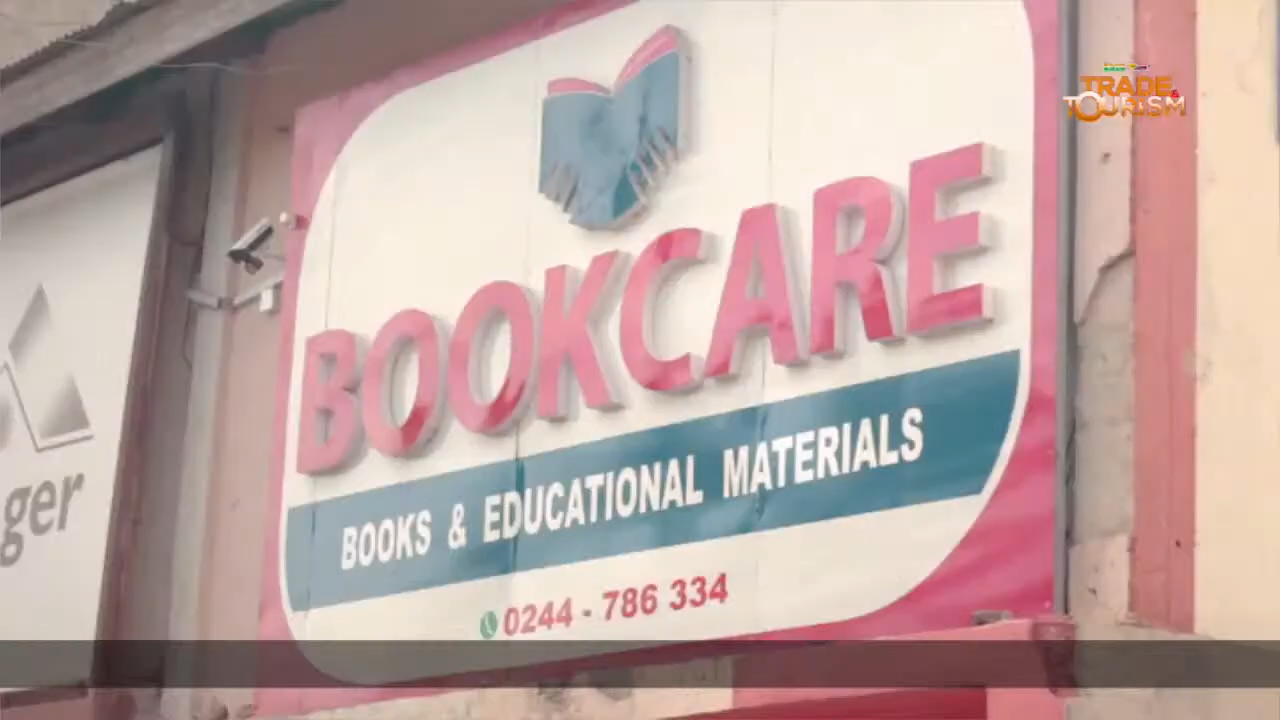 TRADE &
TOURISM
BOOKCARE
BOOKS & EDUCATIONAL MATERIALS
0244 - 786 334
ger